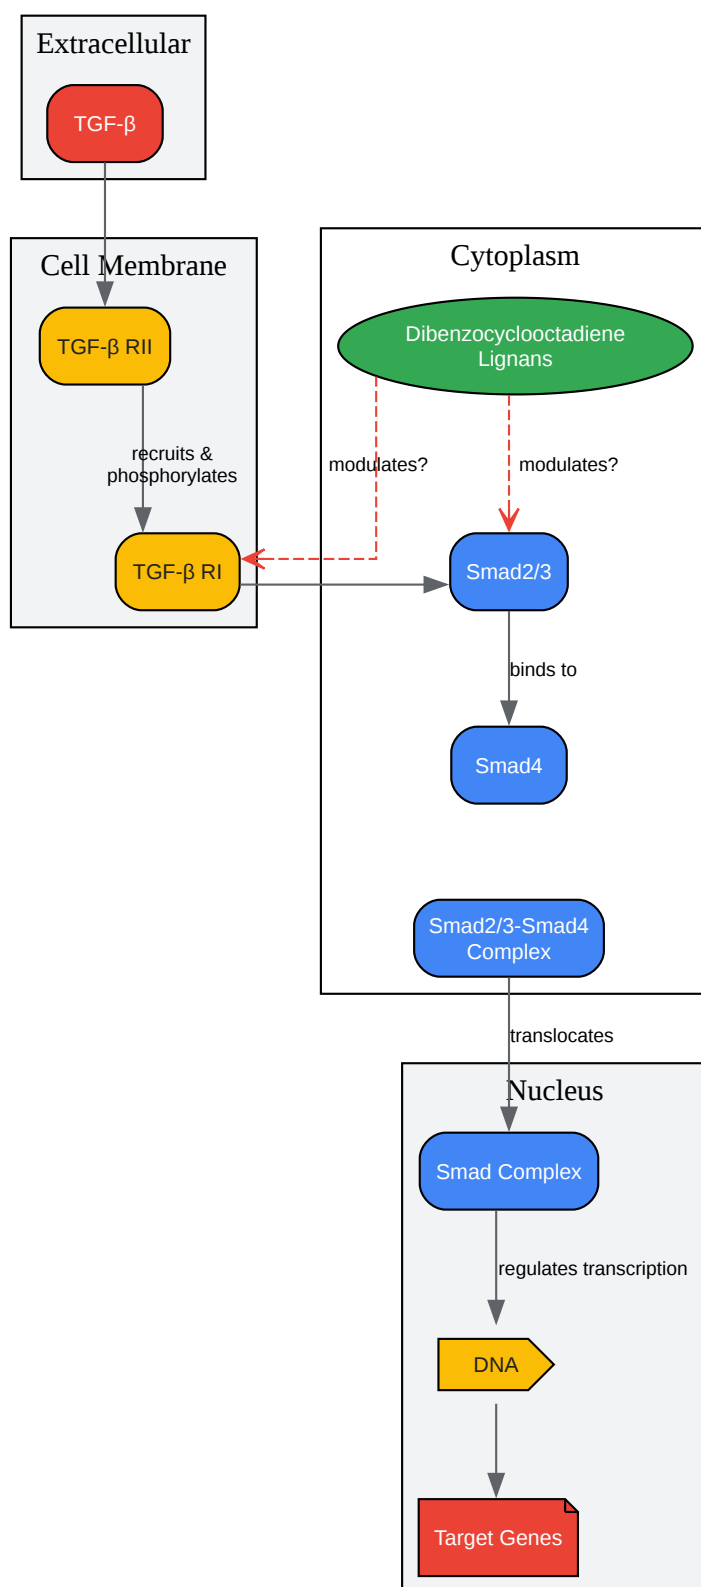 Extracellular
TGF-β
Cell Membrane
TGF-β RII
recruits &
phosphorylates
TGF-β RI
Cytoplasm
Dibenzocyclooctadiene
Lignans
modulates?
modulates?
Smad2/3
binds to
Smad4
Smad2/3-Smad4
Complex
translocates
Nucleus
Smad Complex
regulates transcription
DNA
Target Genes